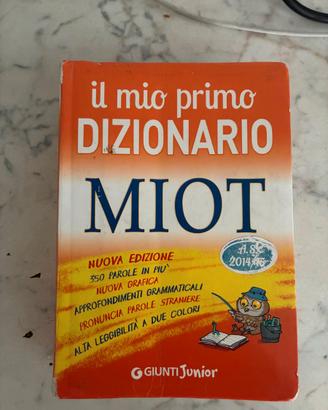 il mio primo
DIZIONARIO
MIOT
NUOVA EDIZIONE
350 PAROLE IN PIU'
NUOVA GRAFICA
APPROFONDIMENTI GRAMMATICALI
PRONUNCIA PAROLE STRANIERE
ALTA LEGGIBILITÀ A DUE COLORI
A.S.
2014/15
GIUNTI Junior